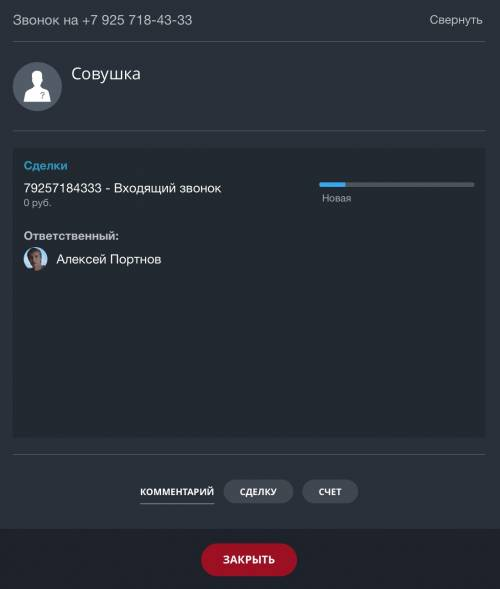 Звонок на +7 925 718-43-33
Свернуть
Совушка
Сделки
79257184333 - Входящий звонок
0 руб.
Новая
Ответственный:
Алексей Портнов
КОММЕНТАРИЙ
СДЕЛКУ
СЧЕТ
ЗАКРЫТЬ